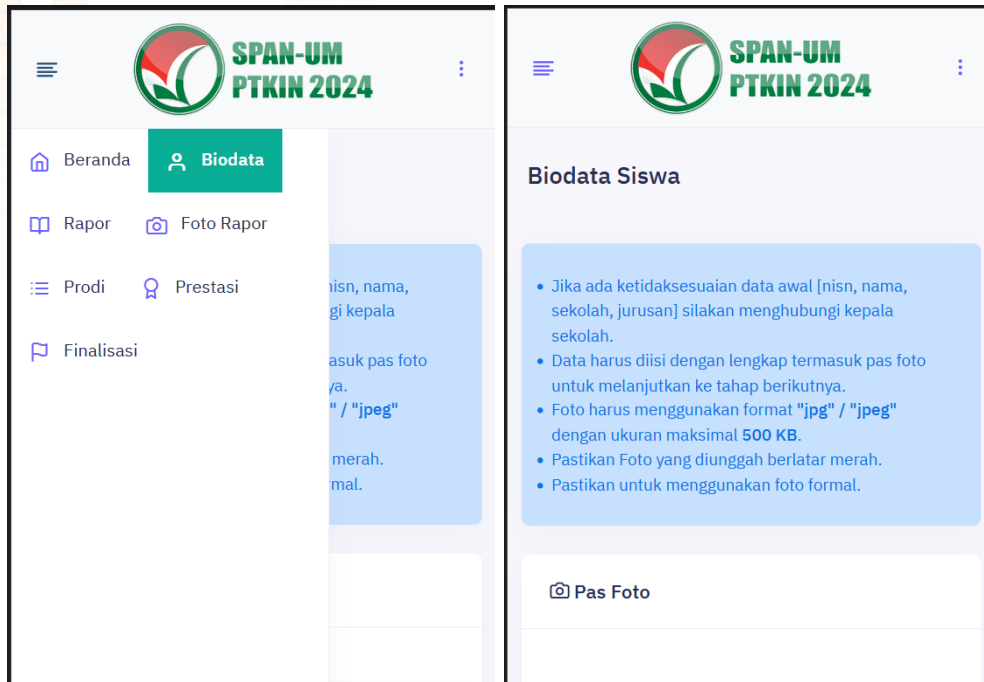 SPAN-UM
PTKIN 2024
Beranda
Biodata
Rapor
Foto Rapor
Prodi
Prestasi
Finalisasi
nisn, nama,
gi kepala
asuk pas foto
ya.
" / "jpeg"
merah.
mal.
SPAN-UM
PTKIN 2024
Biodata Siswa
• Jika ada ketidaksesuaian data awal [nisn, nama,
sekolah, jurusan] silakan menghubungi kepala
sekolah.
• Data harus diisi dengan lengkap termasuk pas foto
untuk melanjutkan ke tahap berikutnya.
• Foto harus menggunakan format "jpg" / "jpeg"
dengan ukuran maksimal 500 KB.
• Pastikan Foto yang diunggah berlatar merah.
• Pastikan untuk menggunakan foto formal.
Pas Foto